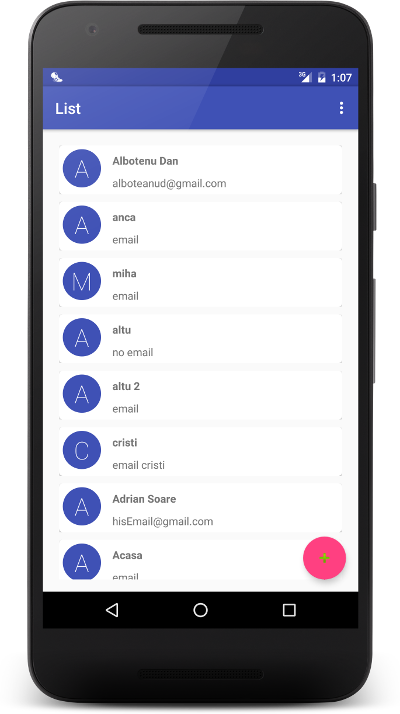 3G 1:07
List
A Albotenu Dan
alboteanud@gmail.com
A anca
email
M miha
email
A altu
no email
A altu 2
email
C cristi
email cristi
A Adrian Soare
hisEmail@gmail.com
A Acasa
email
+